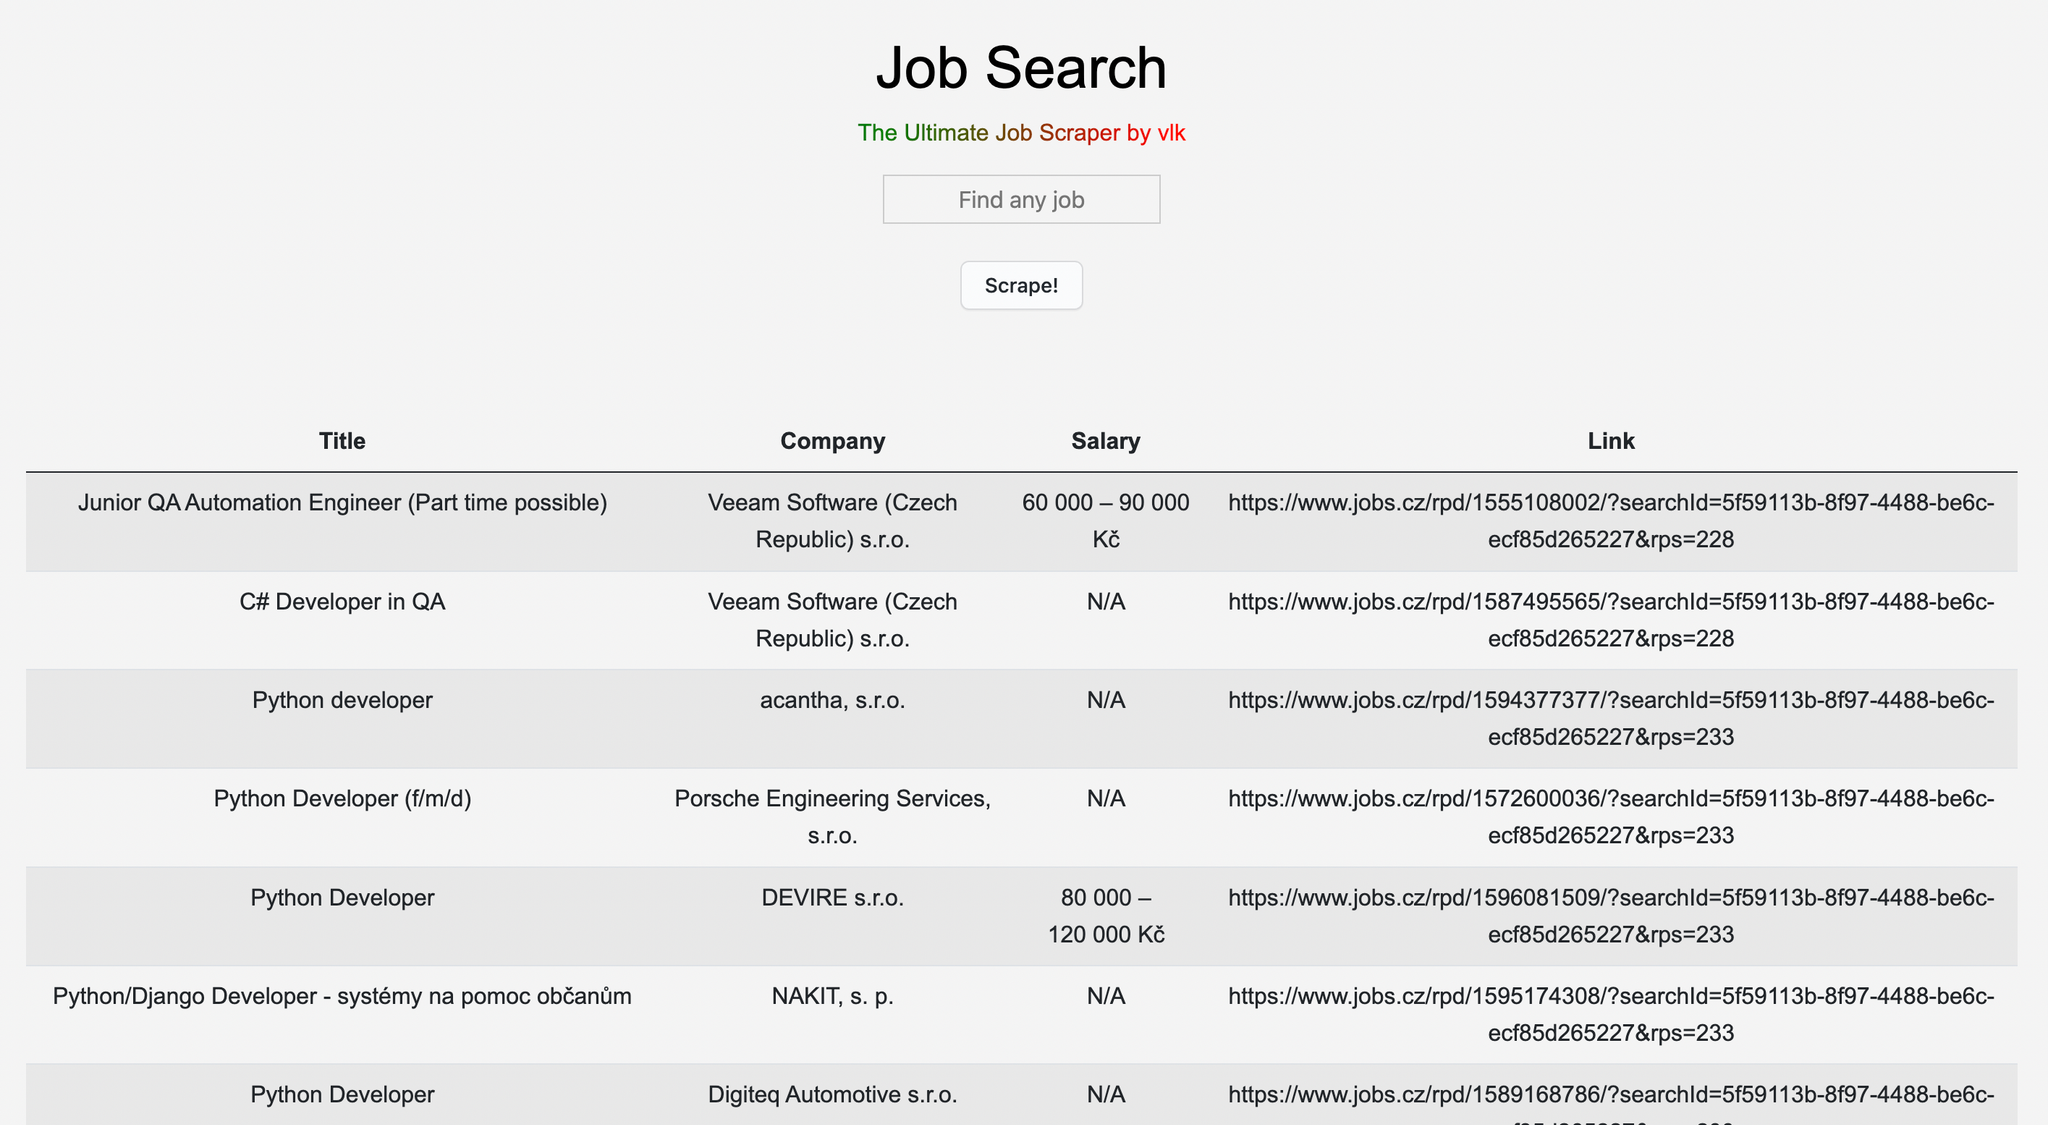 Job Search
The Ultimate Job Scraper by vlk
Find any job
Scrape!
Title Company Salary Link
Junior QA Automation Engineer (Part time possible) Veeam Software (Czech 60 000 – 90 000 https://www.jobs.cz/rpd/1555108002/?searchId=5f59113b-8f97-4488-be6c-
Republic) s.r.o. Kč ecf85d265227&rps=228
C# Developer in QA Veeam Software (Czech N/A https://www.jobs.cz/rpd/1587495565/?searchId=5f59113b-8f97-4488-be6c-
Republic) s.r.o. ecf85d265227&rps=228
Python developer acantha, s.r.o. N/A https://www.jobs.cz/rpd/1594377377/?searchId=5f59113b-8f97-4488-be6c-
ecf85d265227&rps=233
Python Developer (f/m/d) Porsche Engineering Services, N/A https://www.jobs.cz/rpd/1572600036/?searchId=5f59113b-8f97-4488-be6c-
s.r.o. ecf85d265227&rps=233
Python Developer DEVIRE s.r.o. 80 000 – https://www.jobs.cz/rpd/1596081509/?searchId=5f59113b-8f97-4488-be6c-
120 000 Kč ecf85d265227&rps=233
Python/Django Developer - systémy na pomoc občanům NAKIT, s. p. N/A https://www.jobs.cz/rpd/1595174308/?searchId=5f59113b-8f97-4488-be6c-
ecf85d265227&rps=233
Python Developer Digiteq Automotive s.r.o. N/A https://www.jobs.cz/rpd/1589168786/?searchId=5f59113b-8f97-4488-be6c-